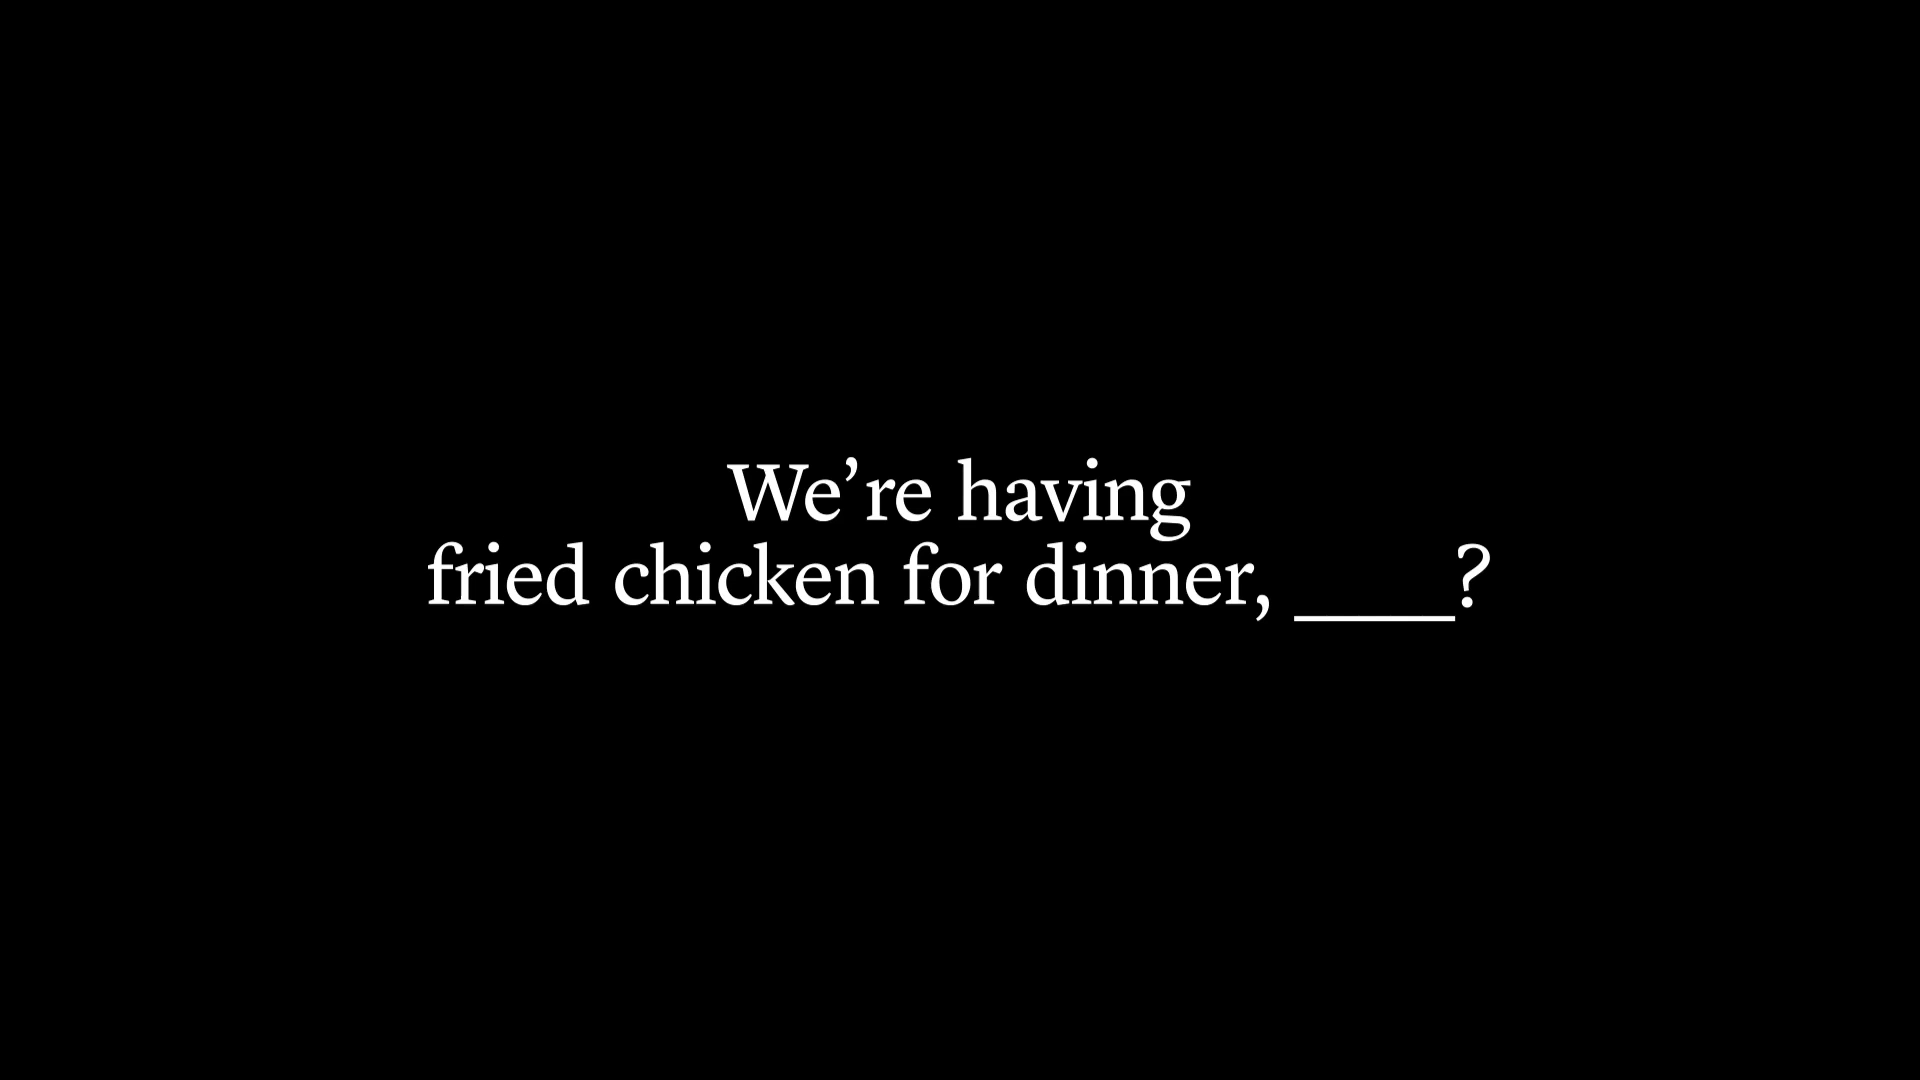 We’re having
fried chicken for dinner, ____?